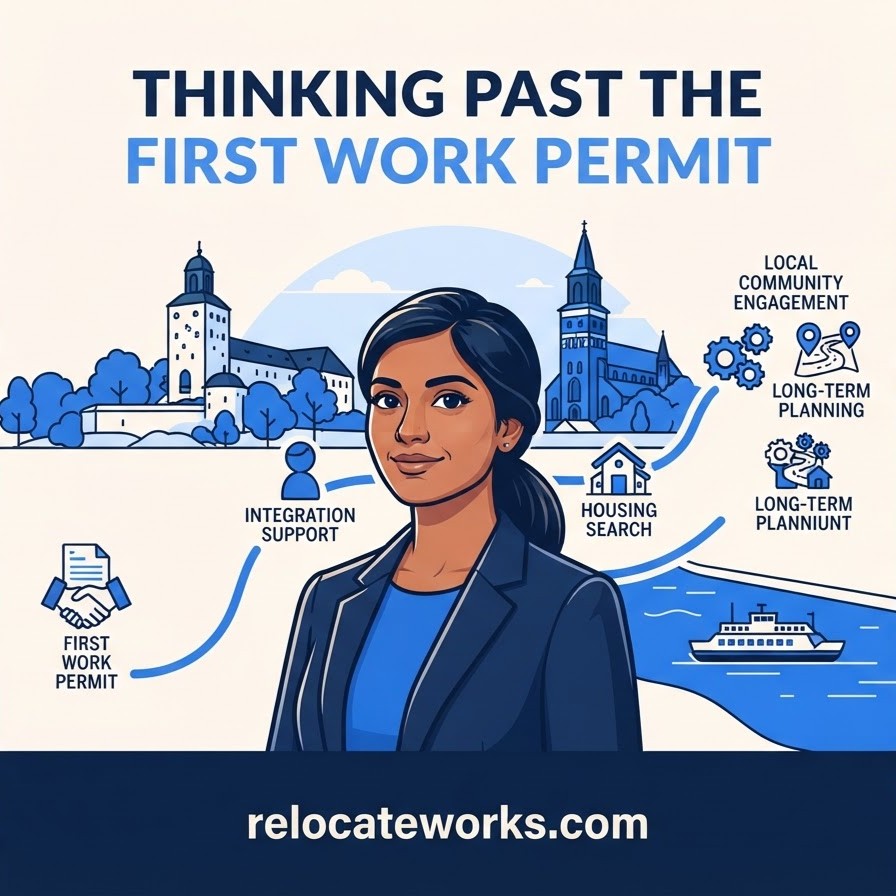 THINKING PAST THE
FIRST WORK PERMIT
LOCAL
COMMUNITY
ENGAGEMENT
LONG-TERM
PLANNING
INTEGRATION
SUPPORT
HOUSING
SEARCH
LONG-TERM
PLANNIUNT
FIRST
WORK
PERMIT
relocateworks.com